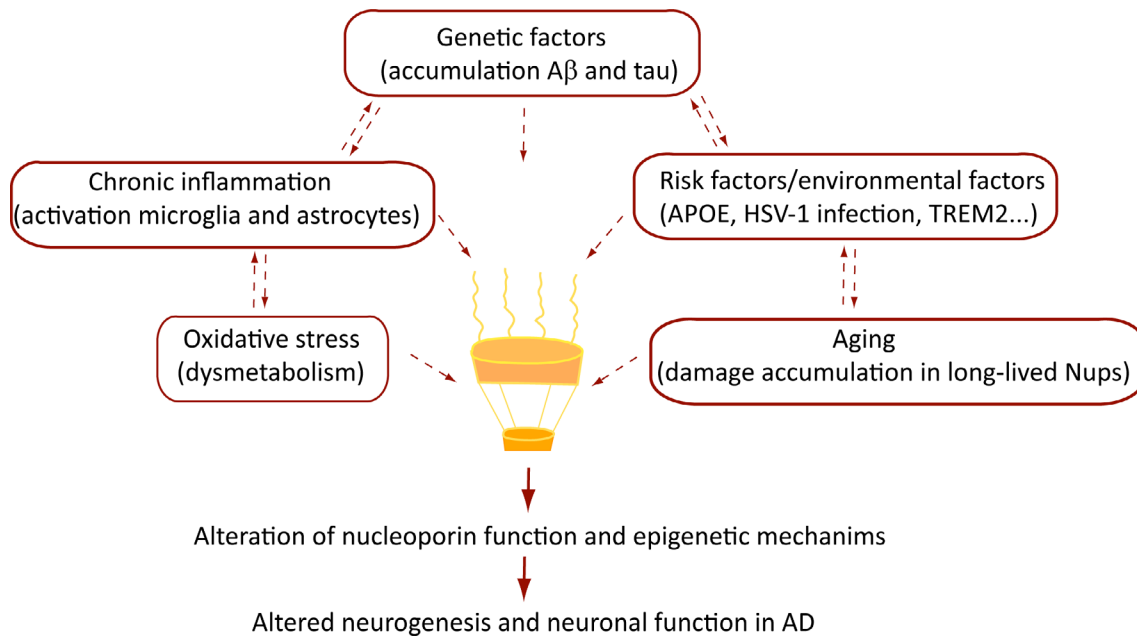 Genetic factors
(accumulation Aβ and tau)
Chronic inflammation
(activation microglia and astrocytes)
Risk factors/environmental factors
(APOE, HSV-1 infection, TREM2...)
Oxidative stress
(dysmetabolism)
Aging
(damage accumulation in long-lived Nups)
Alteration of nucleoporin function and epigenetic mechanims
Altered neurogenesis and neuronal function in AD